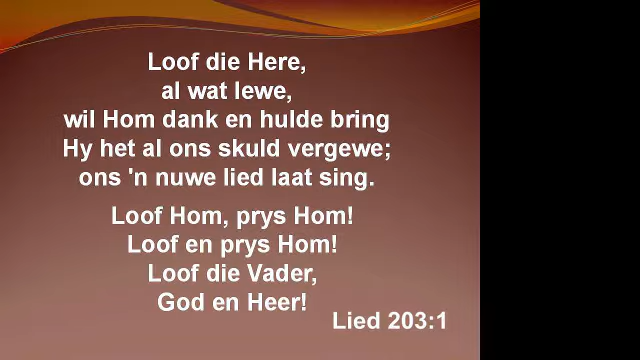 Loof die Here,
al wat lewe,
wil Hom dank en hulde bring
Hy het al ons skuld vergewe;
ons 'n nuwe lied laat sing.
Loof Hom, prys Hom!
Loof en prys Hom!
Loof die Vader,
God en Heer!
Lied 203:1